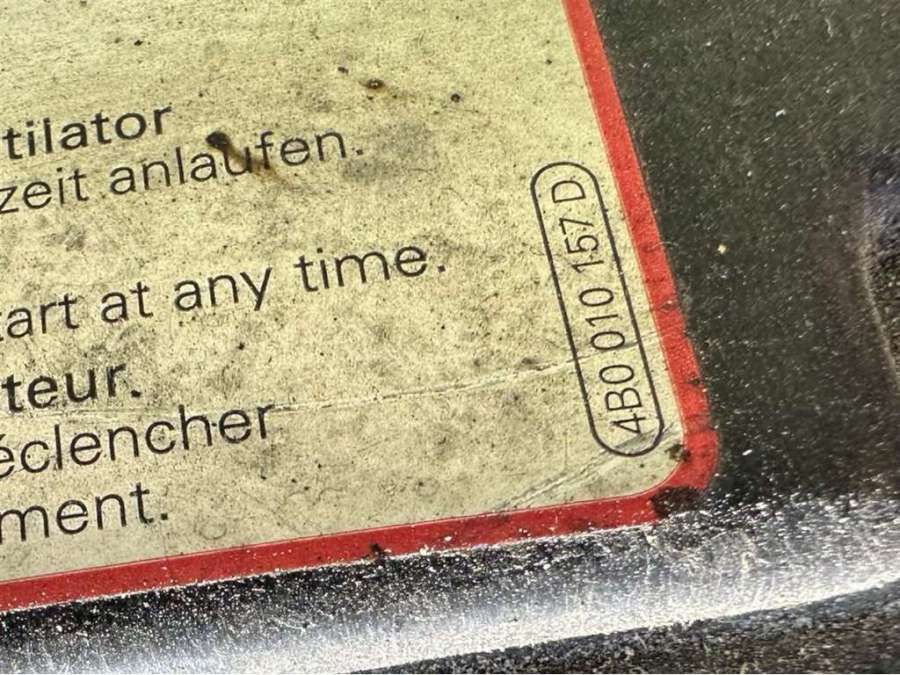 tilator
zeit anlaufen.
tart at any time.
teur.
éclencher
ment.
4B0 010 157 D